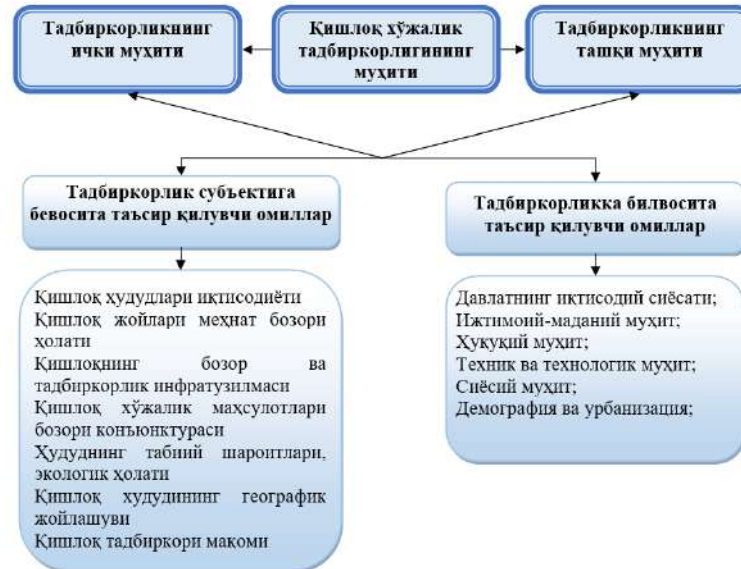 Тадбиркорликнинг
ички муҳити
Қишлоқ хўжалик
тадбиркорлигининг
муҳити
Тадбиркорликнинг
ташқи муҳити
Тадбиркорлик субъектига
бевосита таъсир қилувчи омиллар
Тадбиркорликка билвосита
таъсир қилувчи омиллар
Қишлоқ ҳудудлари иқтисодиёти
Қишлоқ жойлари меҳнат бозори
ҳолати
Қишлоқнинг бозор ва
тадбиркорлик инфратузилмаси
Қишлоқ хўжалик маҳсулотлари
бозори конъюнктураси
Ҳудуднинг табиий шароитлари,
экологик ҳолати
Қишлоқ ҳудудининг географик
жойлашуви
Қишлоқ тадбиркори мақоми
Давлатнинг иқтисодий сиёсати;
Ижтимоий-маданий муҳит;
Ҳуқуқий муҳит;
Техник ва технологик муҳит;
Сиёсий муҳит;
Демография ва урбанизация;